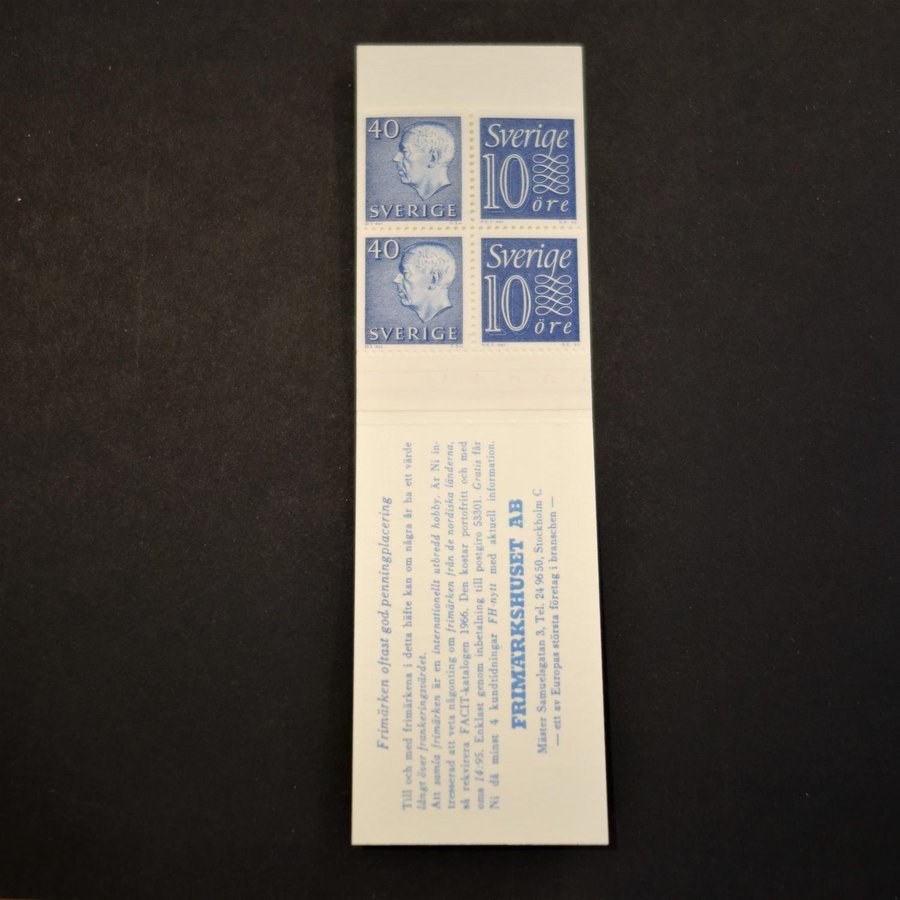 40
SVERIGE
Sverige
10
öre
40
SVERIGE
Sverige
10
öre
Frimärken oftast god penningplacering
Till och med frimärkena i detta häfte kan om några år ha ett värde
långt över frankeringsvärdet.
Att samla frimärken är en internationellt utbredd hobby. Är Ni in-
tresserad att veta någonting om frimärken från de nordiska länderna,
så rekvirera FACIT-katalogen 1966. Den kostar portofritt och med
oms 14:95. Enklast genom inbetalning till postgiro 53301. Gratis får
Ni då minst 4 kundtidningar FH-nytt med aktuell information.
FRIMÄRKSHUSET AB
Mäster Samuelsgatan 3, Tel. 24 96 50, Stockholm C
— ett av Europas största företag i branschen —